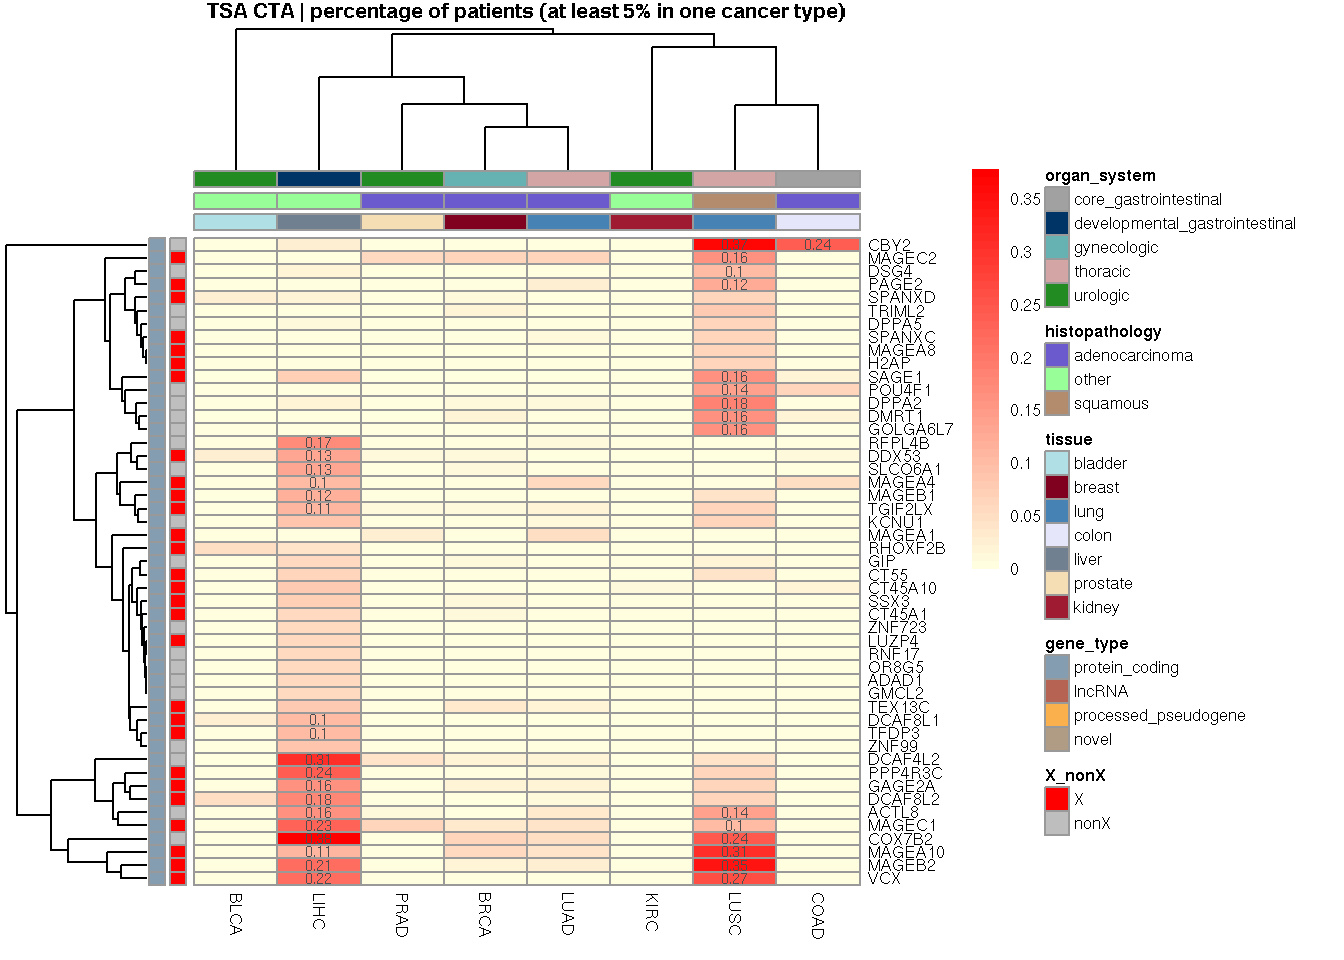 TSA CTA | percentage of patients (at least 5% in one cancer type)
CBY2
0.24
MAGEC2
0.16
DSG4
0.1
PAGE2
0.12
SPANXD
TRIML2
DPPA5
SPANXC
MAGEA8
H2AP
SAGE1
0.16
POU4F1
0.14
DPPA2
0.18
DMRT1
0.16
GOLGA6L7
0.16
RFPL4B
0.17
DDX53
0.13
SLCO6A1
0.13
MAGEA4
0.1
MAGEB1
0.12
TGIF2LX
0.11
KCNU1
MAGEA1
RHOXF2B
GIP
CT55
CT45A10
SSX3
CT45A1
ZNF723
LUZP4
RNF17
OR8G5
ADAD1
GMCL2
TEX13C
DCAF8L1
0.1
TFDP3
0.1
ZNF99
DCAF4L2
0.31
PPP4R3C
0.24
GAGE2A
0.16
DCAF8L2
0.18
ACTL8
0.16
0.14
MAGEC1
0.23
0.1
COX7B2
0.24
MAGEA10
0.11
0.31
MAGEB2
0.21
VCX
0.22
0.27
BLCA
LIHC
PRAD
BRCA
LUAD
KIRC
LUSC
COAD
0.35
0.3
0.25
0.2
0.15
0.1
0.05
0
organ_system
core_gastrointestinal
developmental_gastrointestinal
gynecologic
thoracic
urologic
histopathology
adenocarcinoma
other
squamous
tissue
bladder
breast
lung
colon
liver
prostate
kidney
gene_type
protein_coding
lncRNA
processed_pseudogene
novel
X_nonX
X
nonX